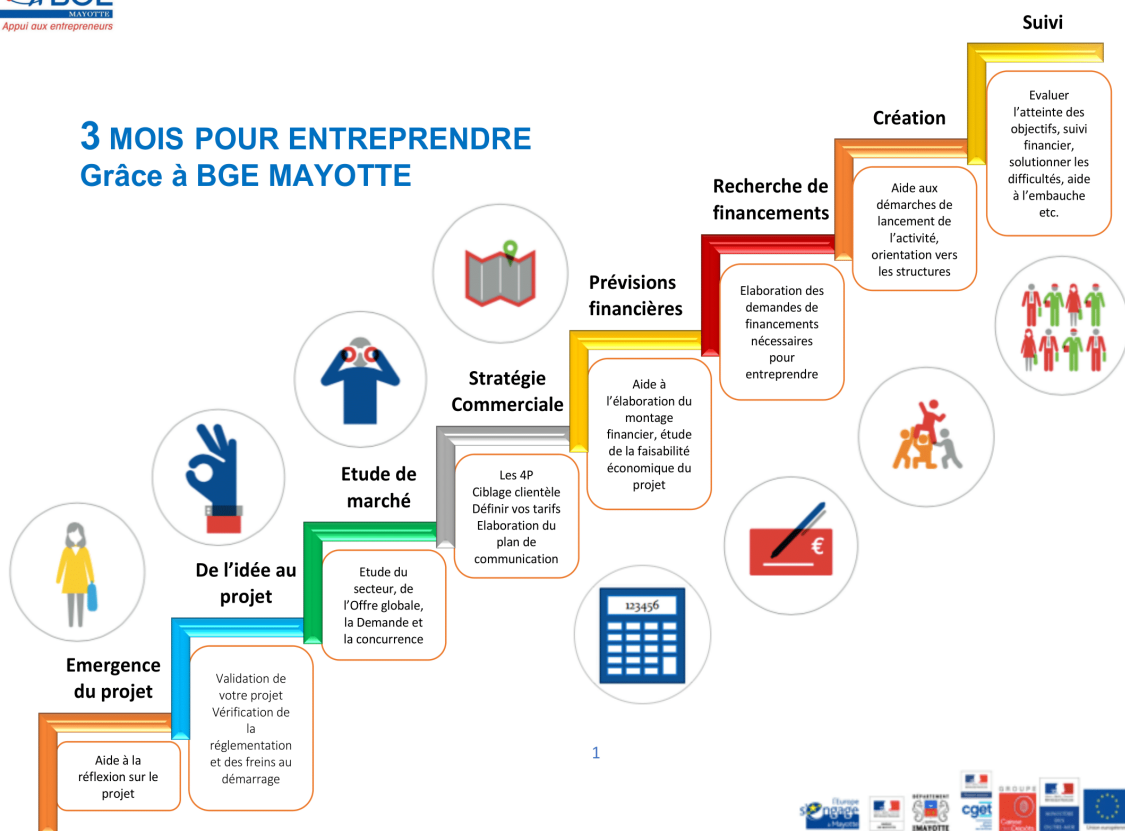 BGE
MAYOTTE
Appui aux entrepreneurs
3 MOIS POUR ENTREPRENDRE
Grâce à BGE MAYOTTE
Emergence
du projet
Aide à la
réflexion sur le
projet
De l’idée au
projet
Validation de
votre projet
Vérification de
la
réglementation
et des freins au
démarrage
Etude de
marché
Etude du
secteur, de
l’Offre globale,
la Demande et
la concurrence
Stratégie
Commerciale
Les 4P
Ciblage clientèle
Définir vos tarifs
Elaboration du
plan de
communication
Prévisions
financières
Aide à
l’élaboration du
montage
financier, étude
de la faisabilité
économique du
projet
Recherche de
financements
Elaboration des
demandes de
financements
nécessaires
pour
entreprendre
Création
Aide aux
démarches de
lancement de
l’activité,
orientation vers
les structures
Suivi
Evaluer
l’atteinte des
objectifs, suivi
financier,
solutionner les
difficultés, aide
à l’embauche
etc.
123456
€
1
l'Europe
s'engage
à Mayotte
DÉPARTEMENT
MAYOTTE
cget
GROUPE
Union européenne